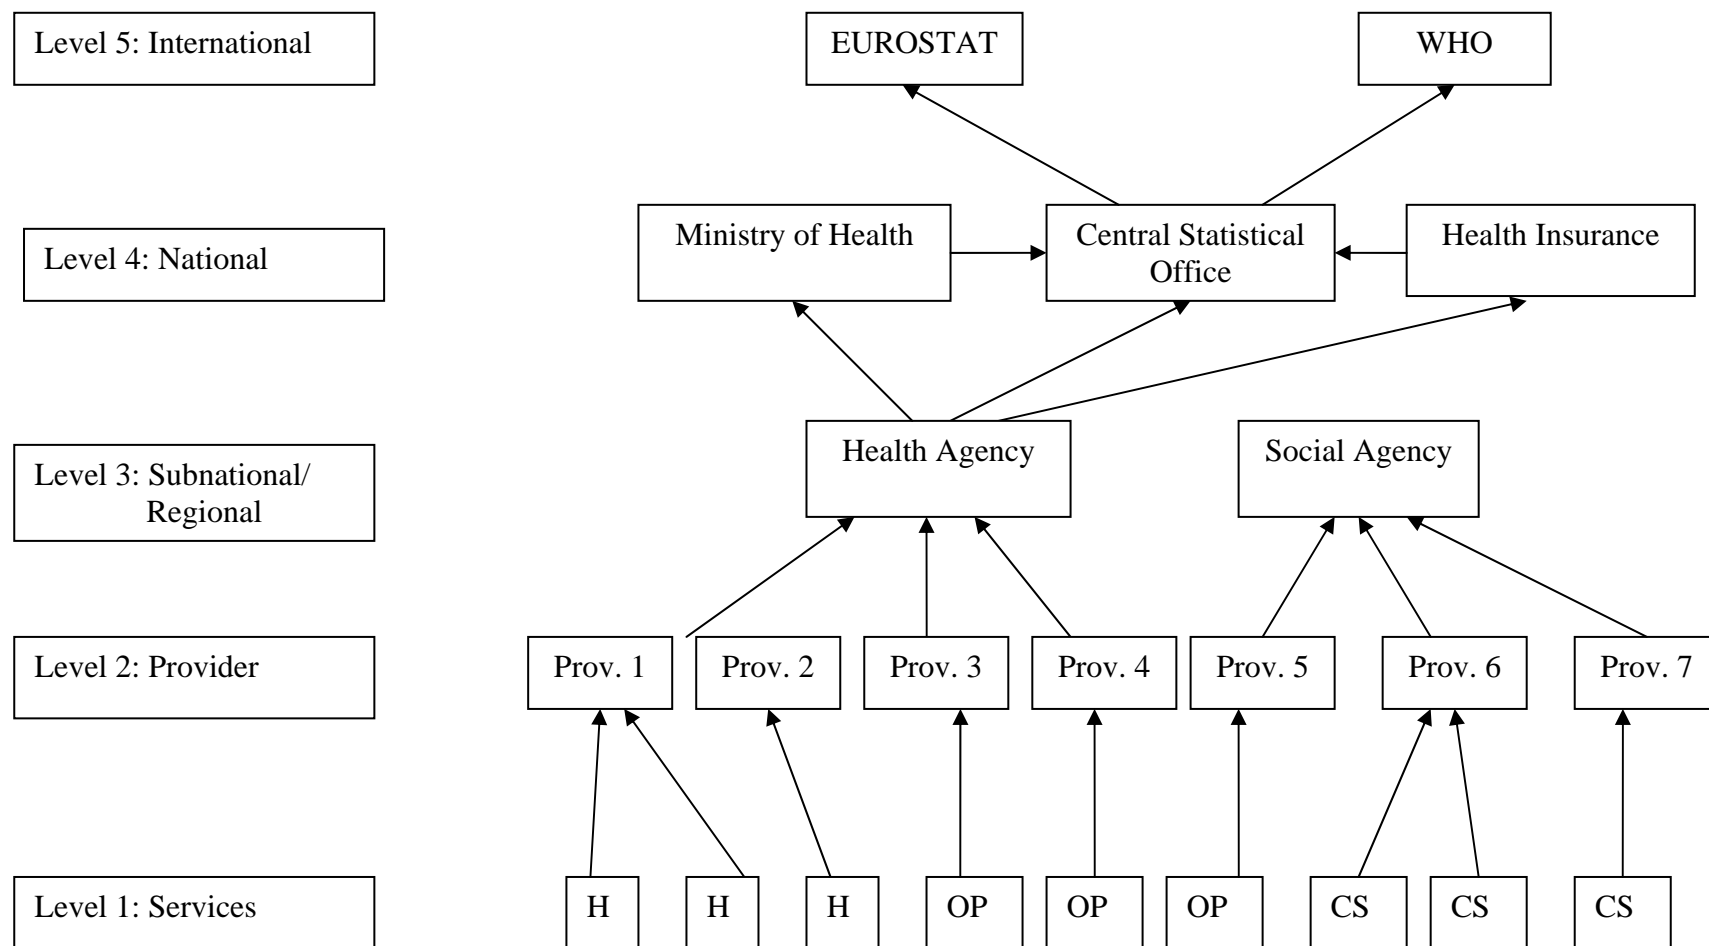 Level 5: International
EUROSTAT
WHO
Level 4: National
Ministry of Health
Central Statistical
Office
Health Insurance
Level 3: Subnational/
Regional
Health Agency
Social Agency
Level 2: Provider
Prov. 1
Prov. 2
Prov. 3
Prov. 4
Prov. 5
Prov. 6
Prov. 7
Level 1: Services
H
H
H
OP
OP
OP
CS
CS
CS